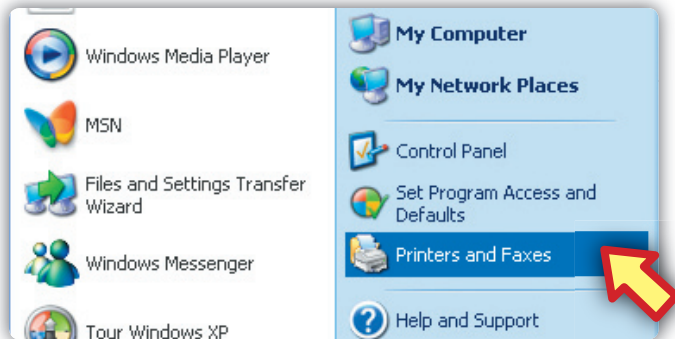 Windows Media Player
MSN
Files and Settings Transfer
Wizard
Windows Messenger
Tour Windows XP
My Computer
My Network Places
Control Panel
Set Program Access and
Defaults
Printers and Faxes
Help and Support